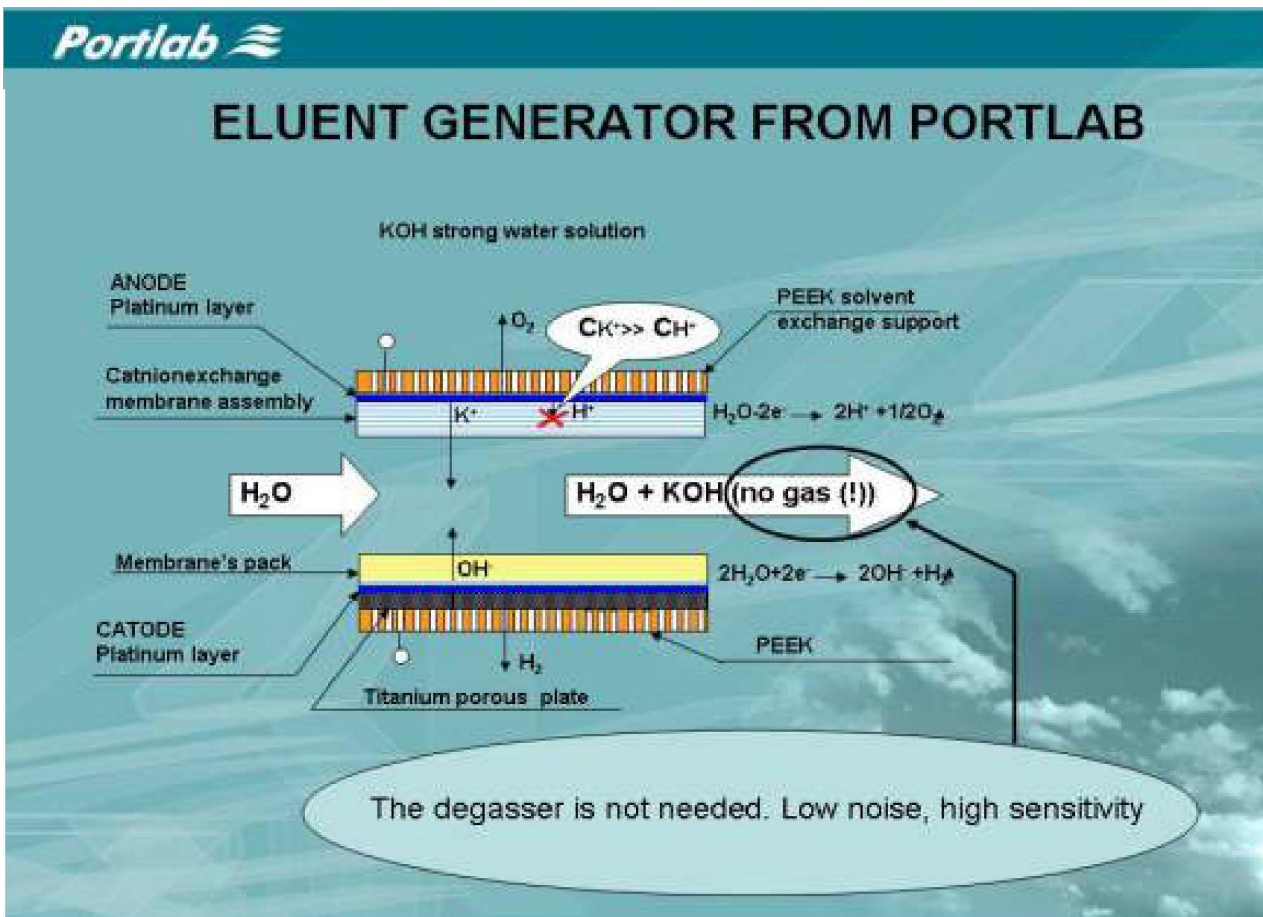 Portlab
ELUENT GENERATOR FROM PORTLAB
KOH strong water solution
ANODE
Platinum layer
O₂
CK⁺>> CH⁺
PEEK solvent
exchange support
Catnionexchange
membrane assembly
K⁺
H⁺
H₂O-2e⁻ → 2H⁺ +1/2O₂
H₂O
H₂O + KOH (no gas (!))
Membrane's pack
OH⁻
2H₂O+2e⁻ → 2OH⁻ +H₂
CATODE
Platinum layer
PEEK
H₂
Titanium porous plate
The degasser is not needed. Low noise, high sensitivity